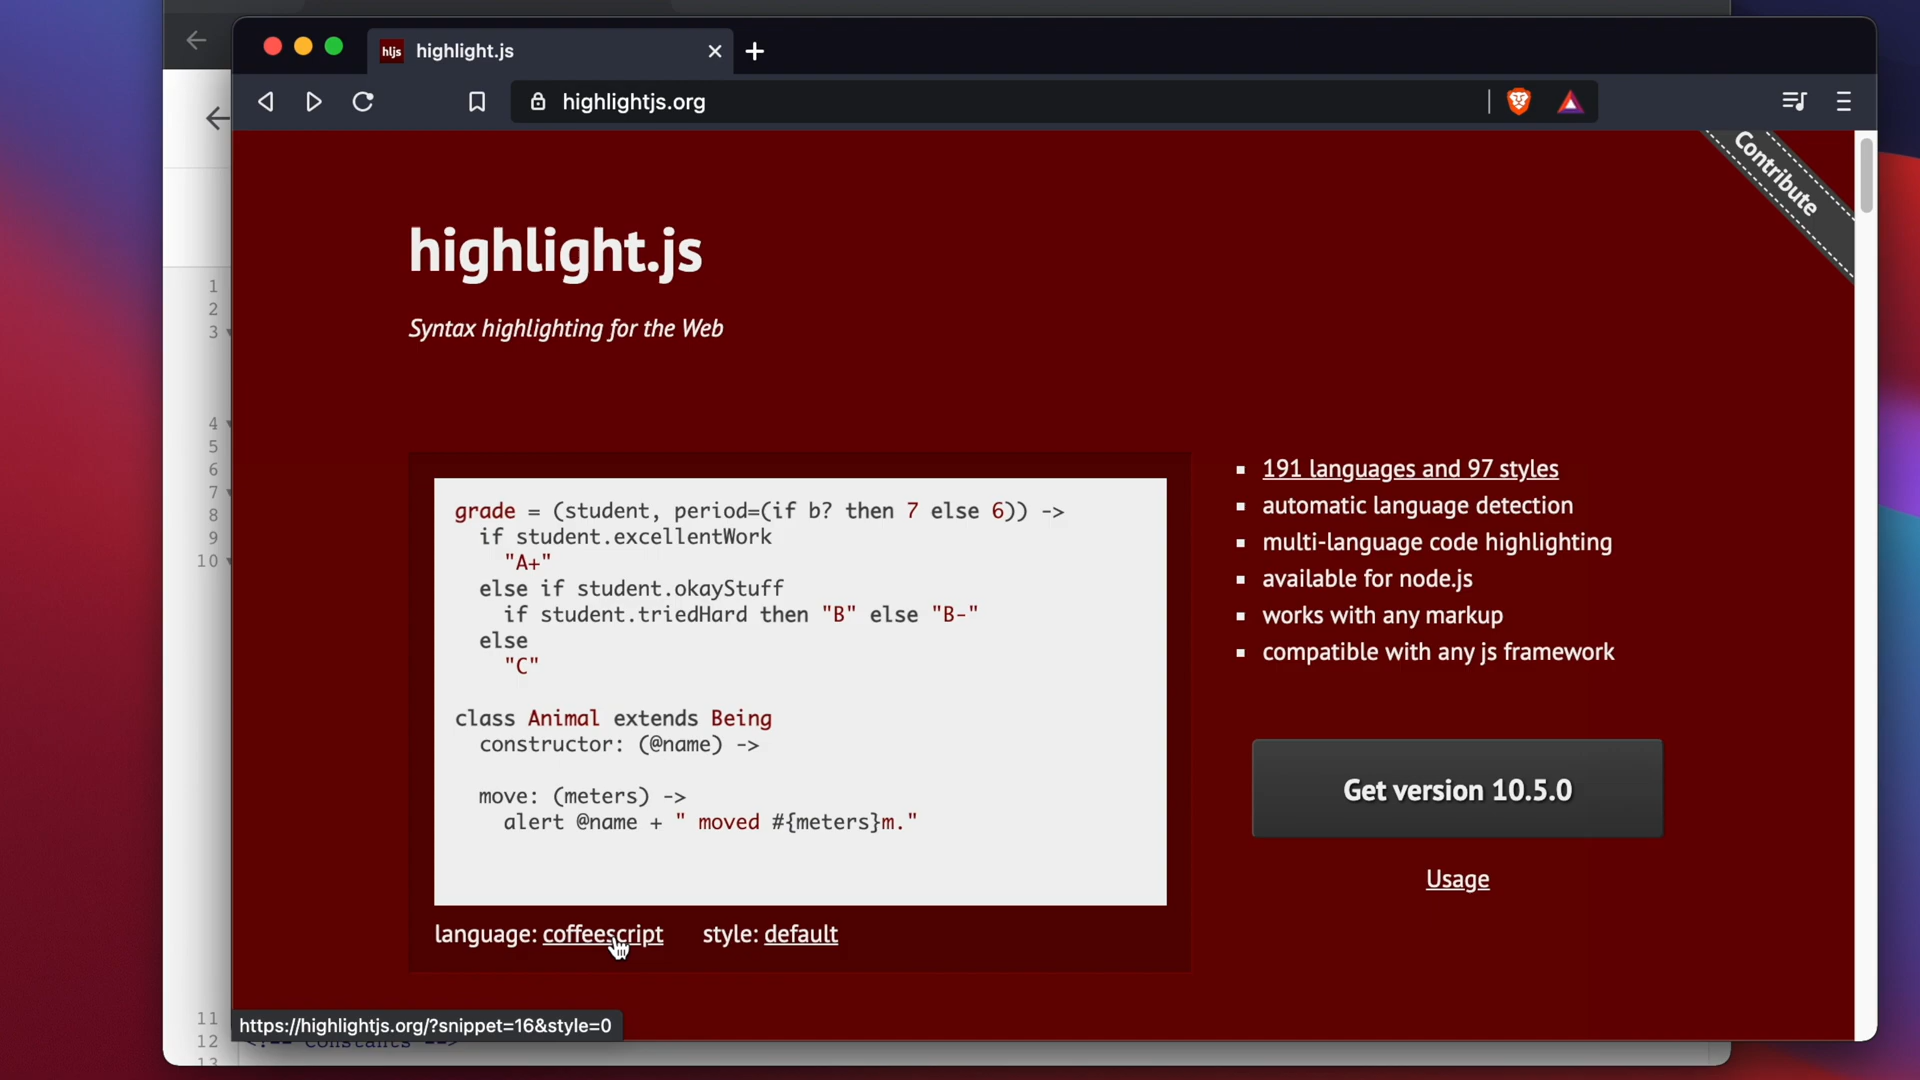 hljs highlight.js
highlightjs.org
Contribute
highlight.js
Syntax highlighting for the Web
grade = (student, period=(if b? then 7 else 6)) ->
if student.excellentWork
"A+"
else if student.okayStuff
if student.triedHard then "B" else "B-"
else
"C"
class Animal extends Being
constructor: (@name) ->
move: (meters) ->
alert @name + " moved #{meters}m."
language: coffeescript style: default
191 languages and 97 styles
automatic language detection
multi-language code highlighting
available for node.js
works with any markup
compatible with any js framework
Get version 10.5.0
Usage
https://highlightjs.org/?snippet=16&style=0
1
2
3
4
5
6
7
8
9
10
11
12
13